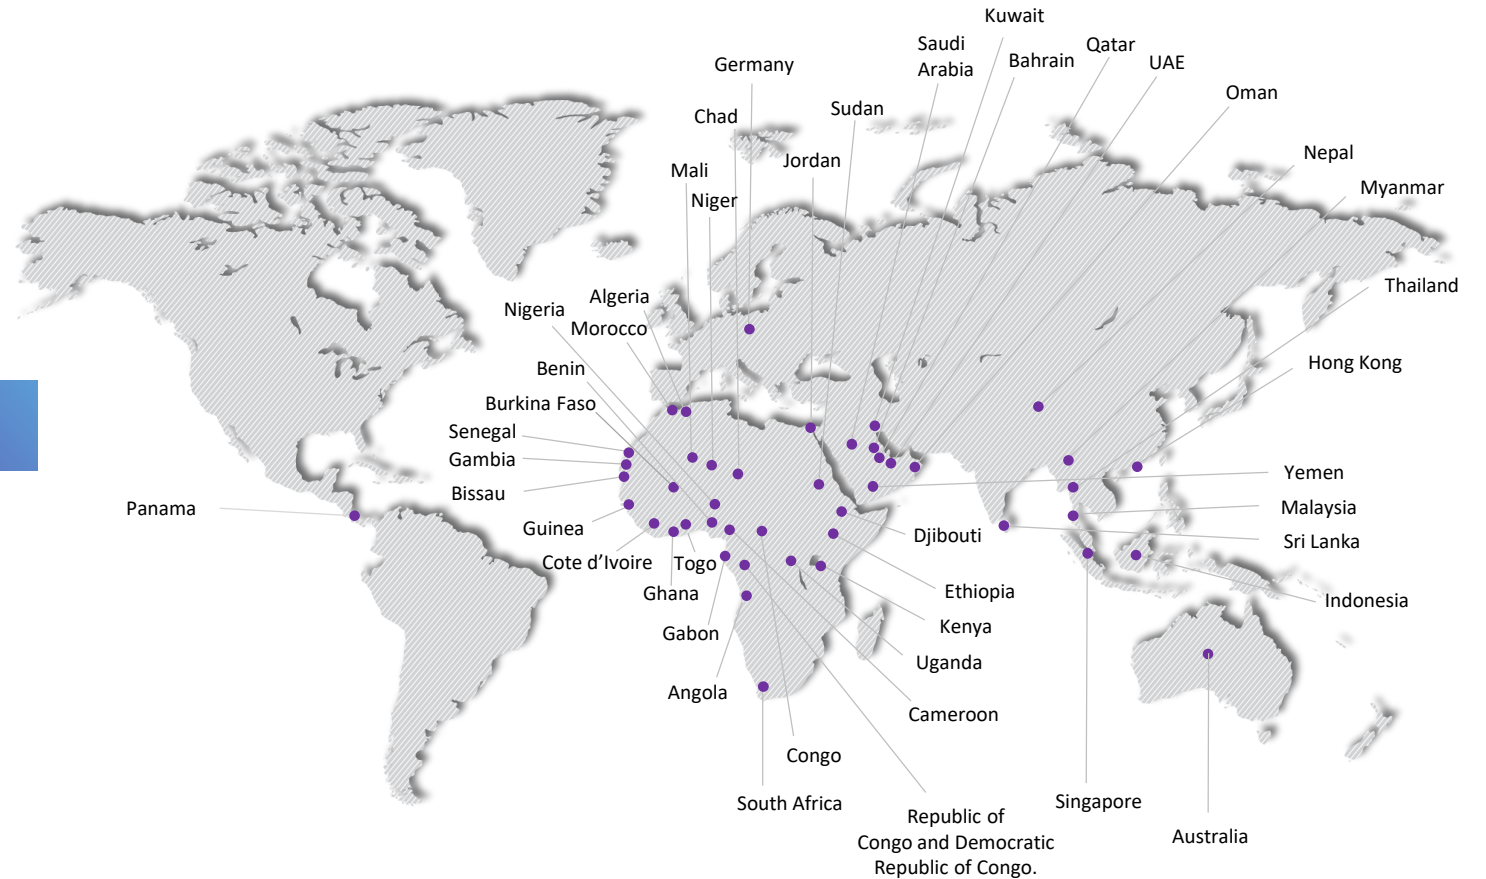 Kuwait
Saudi
Arabia
Qatar
Bahrain
UAE
Germany
Oman
Chad
Sudan
Jordan
Nepal
Mali
Myanmar
Niger
Thailand
Algeria
Nigeria
Morocco
Hong Kong
Benin
Burkina Faso
Senegal
Gambia
Yemen
Bissau
Panama
Malaysia
Guinea
Djibouti
Sri Lanka
Cote d’Ivoire
Togo
Ghana
Ethiopia
Indonesia
Gabon
Kenya
Uganda
Angola
Cameroon
Congo
South Africa
Singapore
Republic of
Congo and Democratic
Republic of Congo.
Australia